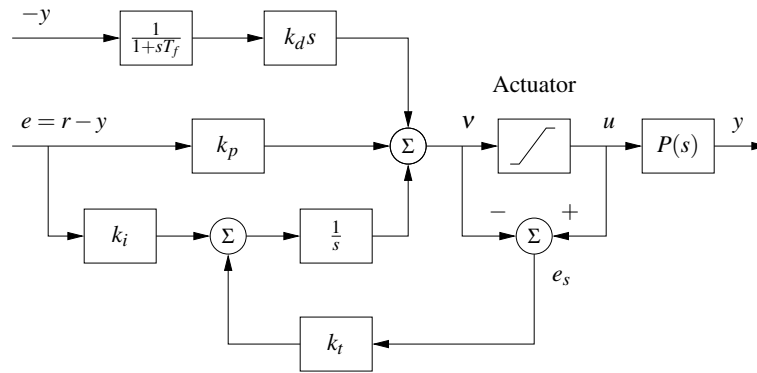 −y
1/(1+sT_f)
k_d s
Actuator
e = r − y
k_p
Σ
ν
u
P(s)
y
k_i
Σ
1/s
−
+
Σ
e_s
k_t